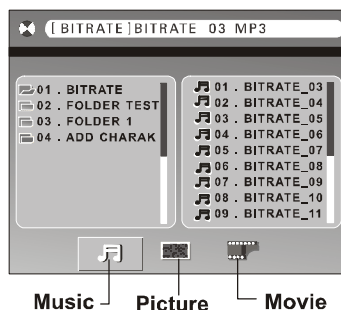 [BITRATE]BITRATE 03 MP3
01 . BITRATE
02 . FOLDER TEST
03 . FOLDER 1
04 . ADD CHARAK
01 . BITRATE_03
02 . BITRATE_04
03 . BITRATE_05
04 . BITRATE_06
05 . BITRATE_07
06 . BITRATE_08
07 . BITRATE_09
08 . BITRATE_10
09 . BITRATE_11
Music
Picture
Movie